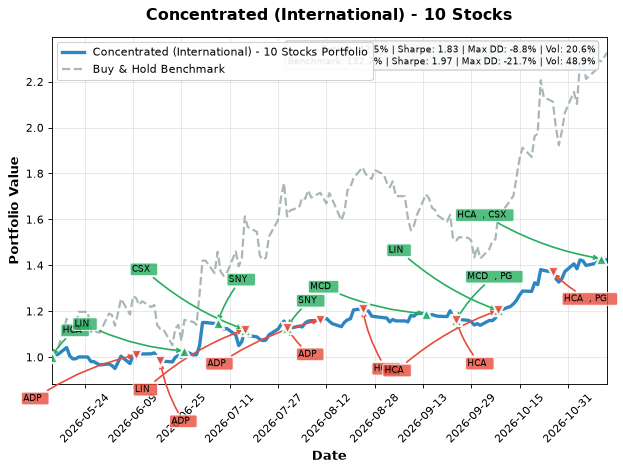 Concentrated (International) - 10 Stocks
Concentrated (International) - 10 Stocks Portfolio
Buy & Hold Benchmark
5% | Sharpe: 1.83 | Max DD: -8.8% | Vol: 20.6%
Sharpe: 1.97 | Max DD: -21.7% | Vol: 48.9%
Portfolio Value
2.2
2.0
1.8
1.6
1.4
1.2
1.0
HCA , CSX
LIN
CSX
SNY
MCD , PG
MCD
SNY
HCA , PG
LIN
HCA
ADP
ADP
HCA
HCA
LIN
ADP
ADP
2026-05-24
2026-06-09
2026-06-25
2026-07-11
2026-07-27
2026-08-12
2026-08-28
2026-09-13
2026-09-29
2026-10-15
2026-10-31
Date